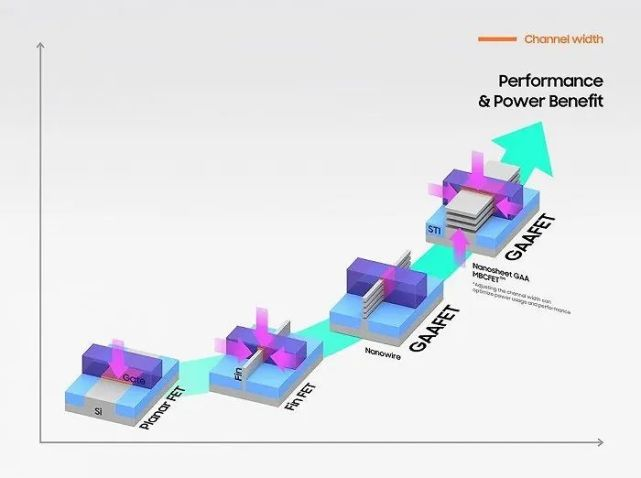 Channel width
Performance
& Power Benefit
STI
GAAFET
Nanosheet GAA
MBCFET™
*Adjusting the channel width can
optimize power usage and performance
Nanowire
GAAFET
Fin
Fin FET
Gate
Si
Planar FET